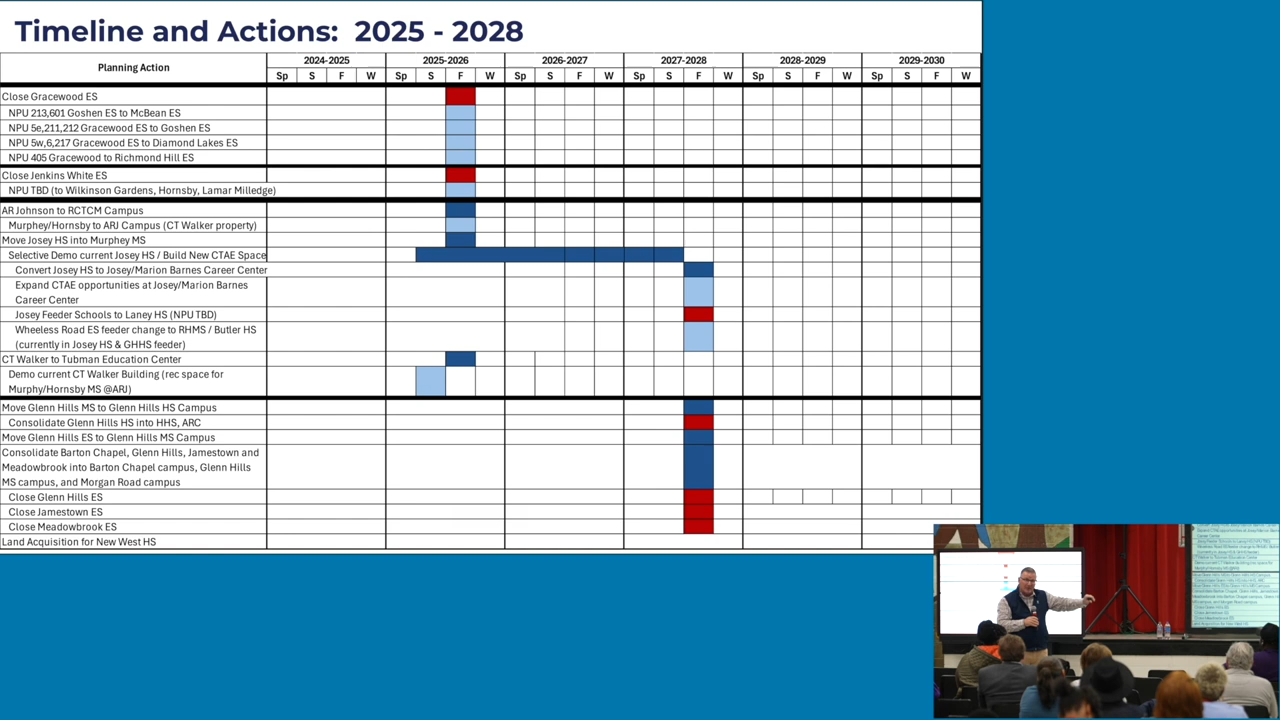 Timeline and Actions: 2025 - 2028
Planning Action
2024-2025 2025-2026 2026-2027 2027-2028 2028-2029 2029-2030
Sp S F W Sp S F W Sp S F W Sp S F W Sp S F W Sp S F W
Close Gracewood ES
NPU 213,601 Goshen ES to McBean ES
NPU 5e,211,212 Gracewood ES to Goshen ES
NPU 5w,6,217 Gracewood ES to Diamond Lakes ES
NPU 405 Gracewood to Richmond Hill ES
Close Jenkins White ES
NPU TBD (to Wilkinson Gardens, Hornsby, Lamar Milledge)
AR Johnson to RCTCM Campus
Murphey/Hornsby to ARJ Campus (CT Walker property)
Move Josey HS into Murphey MS
Selective Demo current Josey HS / Build New CTAE Space
Convert Josey HS to Josey/Marion Barnes Career Center
Expand CTAE opportunities at Josey/Marion Barnes
Career Center
Josey Feeder Schools to Laney HS (NPU TBD)
Wheeless Road ES feeder change to RHMS / Butler HS
(currently in Josey HS & GHHS feeder)
CT Walker to Tubman Education Center
Demo current CT Walker Building (rec space for
Murphy/Hornsby MS @ARJ)
Move Glenn Hills MS to Glenn Hills HS Campus
Consolidate Glenn Hills HS into HHS, ARC
Move Glenn Hills ES to Glenn Hills MS Campus
Consolidate Barton Chapel, Glenn Hills, Jamestown and
Meadowbrook into Barton Chapel campus, Glenn Hills
MS campus, and Morgan Road campus
Close Glenn Hills ES
Close Jamestown ES
Close Meadowbrook ES
Land Acquisition for New West HS